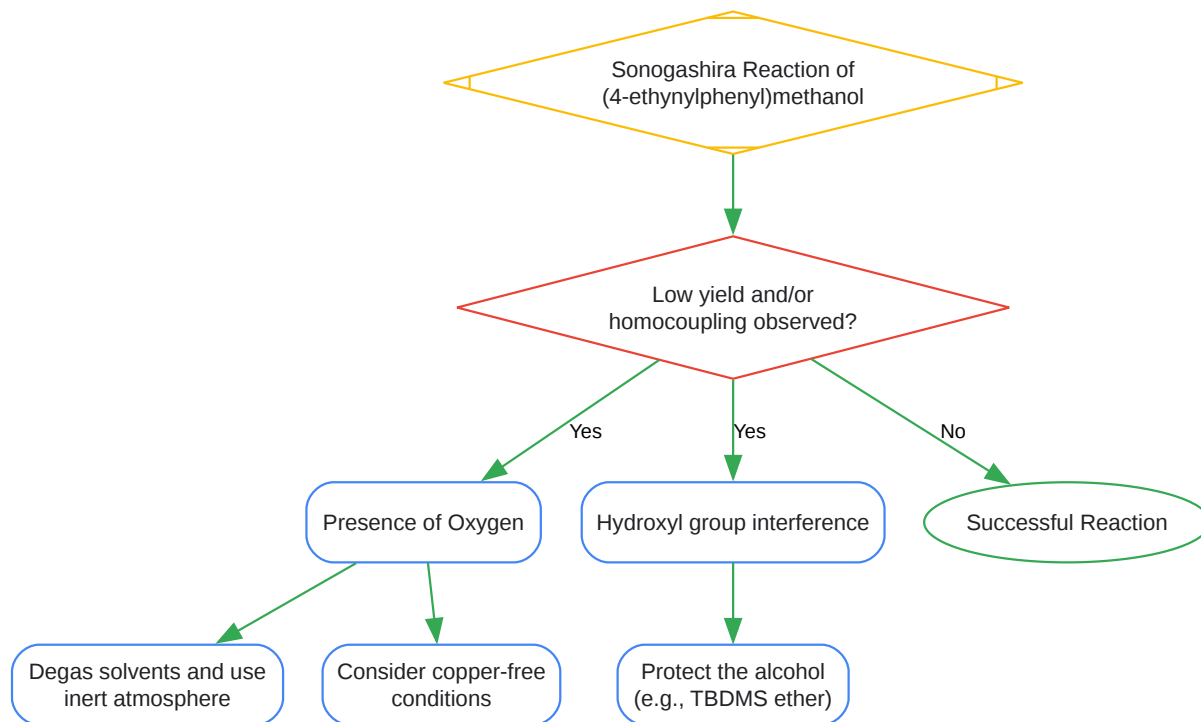 Sonogashira Reaction of
(4-ethynylphenyl)methanol
Low yield and/or
homocoupling observed?
Yes
Yes
No
Presence of Oxygen
Hydroxyl group interference
Successful Reaction
Degas solvents and use
inert atmosphere
Consider copper-free
conditions
Protect the alcohol
(e.g., TBDMS ether)